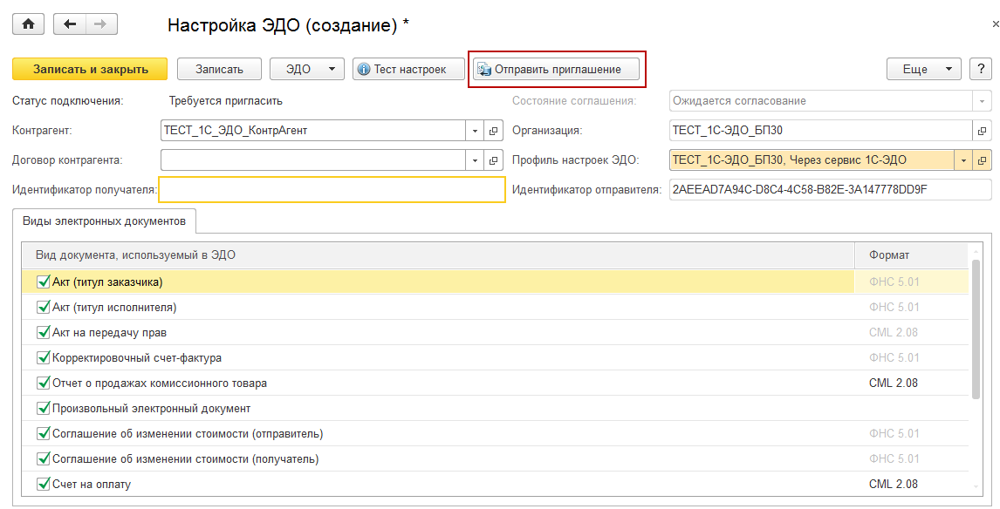 Настройка ЭДО (создание) *
Записать и закрыть Записать ЭДО Тест настроек Отправить приглашение Еще ?
Статус подключения: Требуется пригласить Состояние соглашения: Ожидается согласование
Контрагент: ТЕСТ_1С_ЭДО_КонтрАгент Организация: ТЕСТ_1С-ЭДО_БП30
Договор контрагента: Профиль настроек ЭДО: ТЕСТ_1С-ЭДО_БП30, Через сервис 1С-ЭДО
Идентификатор получателя: Идентификатор отправителя: 2AEEAD7A94C-D8C4-4C58-B82E-3A147778DD9F
Виды электронных документов
Вид документа, используемый в ЭДО Формат
Акт (титул заказчика) ФНС 5.01
Акт (титул исполнителя) ФНС 5.01
Акт на передачу прав CML 2.08
Корректировочный счет-фактура ФНС 5.01
Отчет о продажах комиссионного товара CML 2.08
Произвольный электронный документ
Соглашение об изменении стоимости (отправитель) ФНС 5.01
Соглашение об изменении стоимости (получатель) ФНС 5.01
Счет на оплату CML 2.08